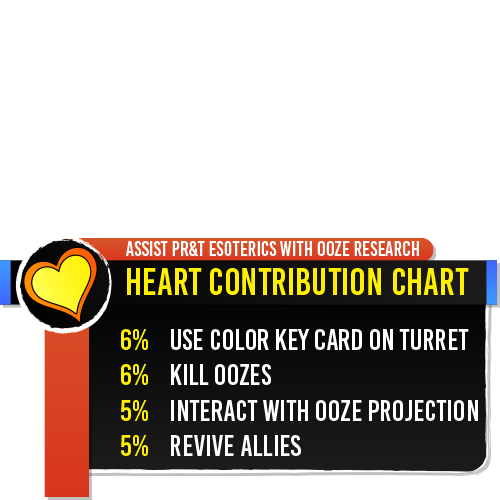 ASSIST PR&T ESOTERICS WITH OOZE RESEARCH
HEART CONTRIBUTION CHART
6% USE COLOR KEY CARD ON TURRET
6% KILL OOZES
5% INTERACT WITH OOZE PROJECTION
5% REVIVE ALLIES